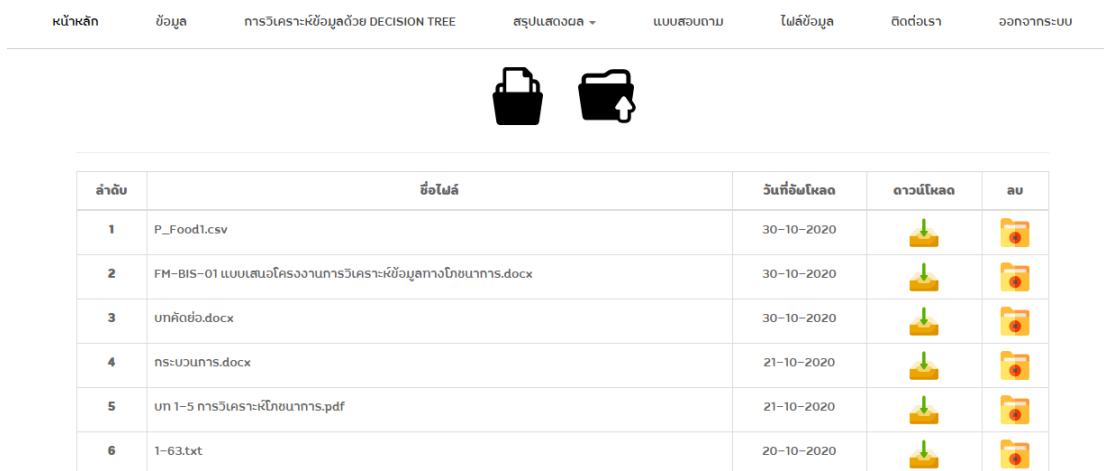 หน้าหลัก ข้อมูล การวิเคราะห์ข้อมูลด้วย DECISION TREE สรุปแสดงผล แบบสอบถาม ไฟล์ข้อมูล ติดต่อเรา ออกจากระบบ
ลำดับ ชื่อไฟล์ วันที่อัพโหลด ดาวน์โหลด ลบ
1 P_Food1.csv 30-10-2020
2 FM-BIS-01 แบบเสนอโครงงานการวิเคราะห์ข้อมูลทางโภชนาการ.docx 30-10-2020
3 บทคัดย่อ.docx 30-10-2020
4 กระบวนการ.docx 21-10-2020
5 บท 1-5 การวิเคราะห์โภชนาการ.pdf 21-10-2020
6 1-63.txt 20-10-2020